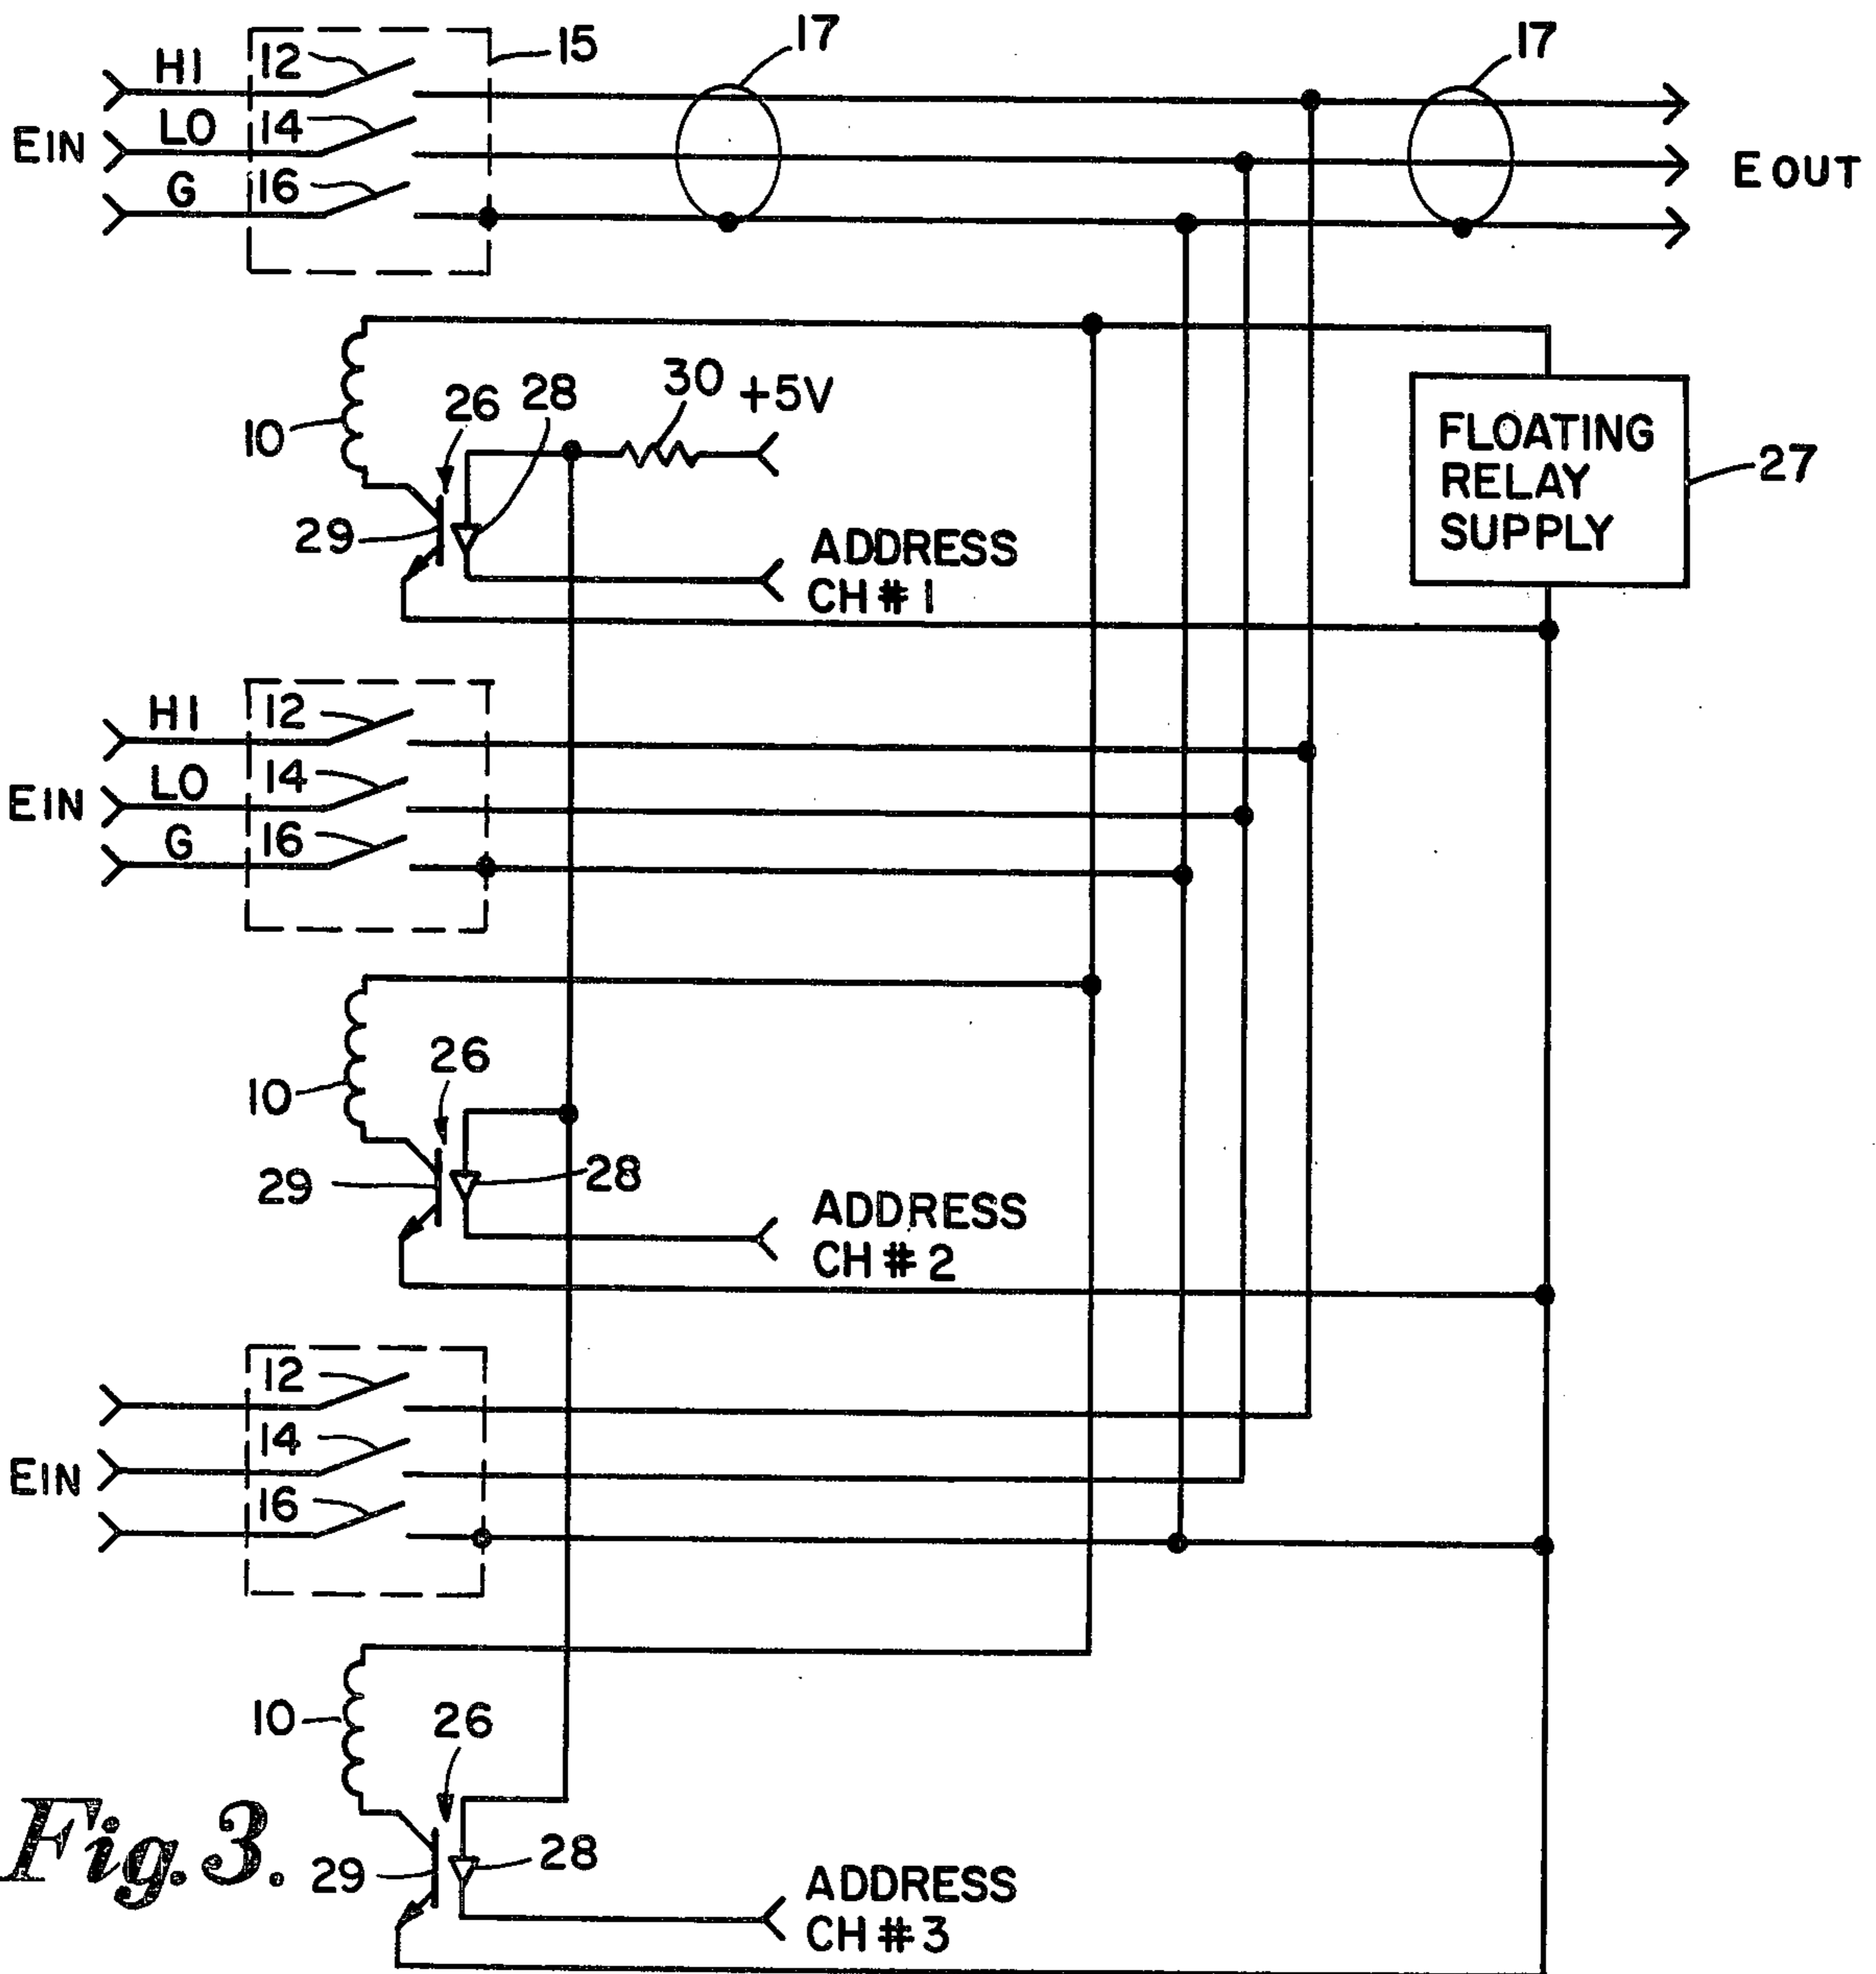 17
17
15
HI
12
LO
14
EIN
G
16
E OUT
30
+5V
26
28
10
FLOATING
RELAY
SUPPLY
27
29
ADDRESS
CH # 1
HI
12
LO
14
EIN
G
16
26
10
29
28
ADDRESS
CH # 2
12
14
EIN
16
10
26
Fig. 3.
29
28
ADDRESS
CH # 3